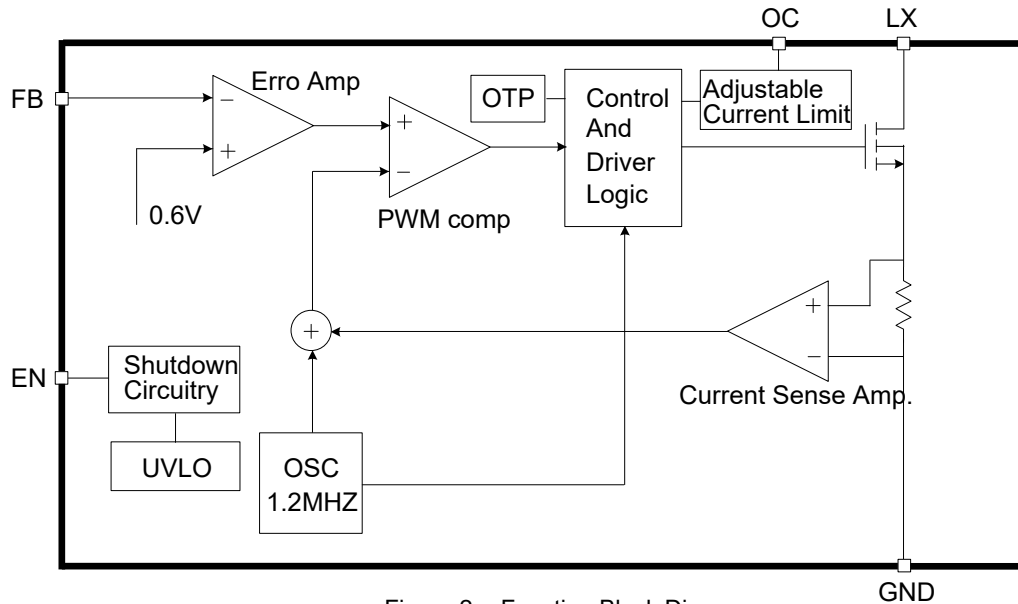 OC
LX
FB
Erro Amp
−
+
0.6V
+
−
PWM comp
OTP
Control
And
Driver
Logic
Adjustable
Current Limit
+
+
−
Current Sense Amp.
EN
Shutdown
Circuitry
UVLO
OSC
1.2MHZ
GND